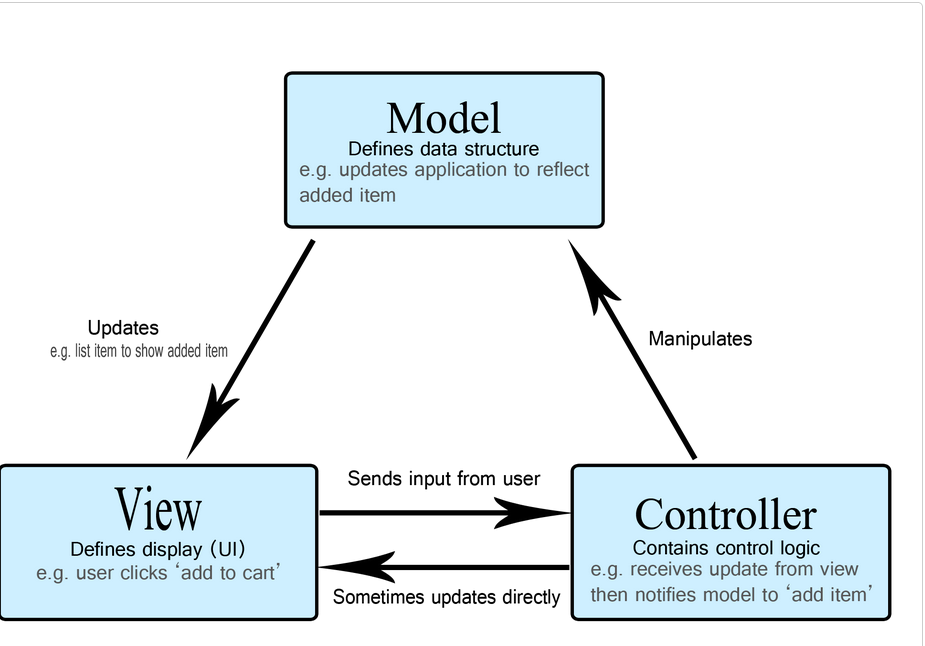 Model
Defines data structure
e.g. updates application to reflect
added item
Updates
e.g. list item to show added item
Manipulates
Sends input from user
View
Defines display (UI)
e.g. user clicks ‘add to cart’
Controller
Contains control logic
e.g. receives update from view
then notifies model to ‘add item’
Sometimes updates directly